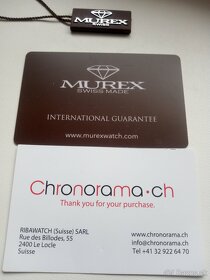 MUREX
SWISS MADE
MUREX
SWISS MADE
INTERNATIONAL GUARANTEE
www.murexwatch.com
Chronorama.ch
Thank you for your purchase.
RIBAWATCH (Suisse) SARL
Rue des Billodes, 55
2400 Le Locle
Suisse
www.chronorama.ch
info@chronorama.ch
Tel +41 32 922 64 70